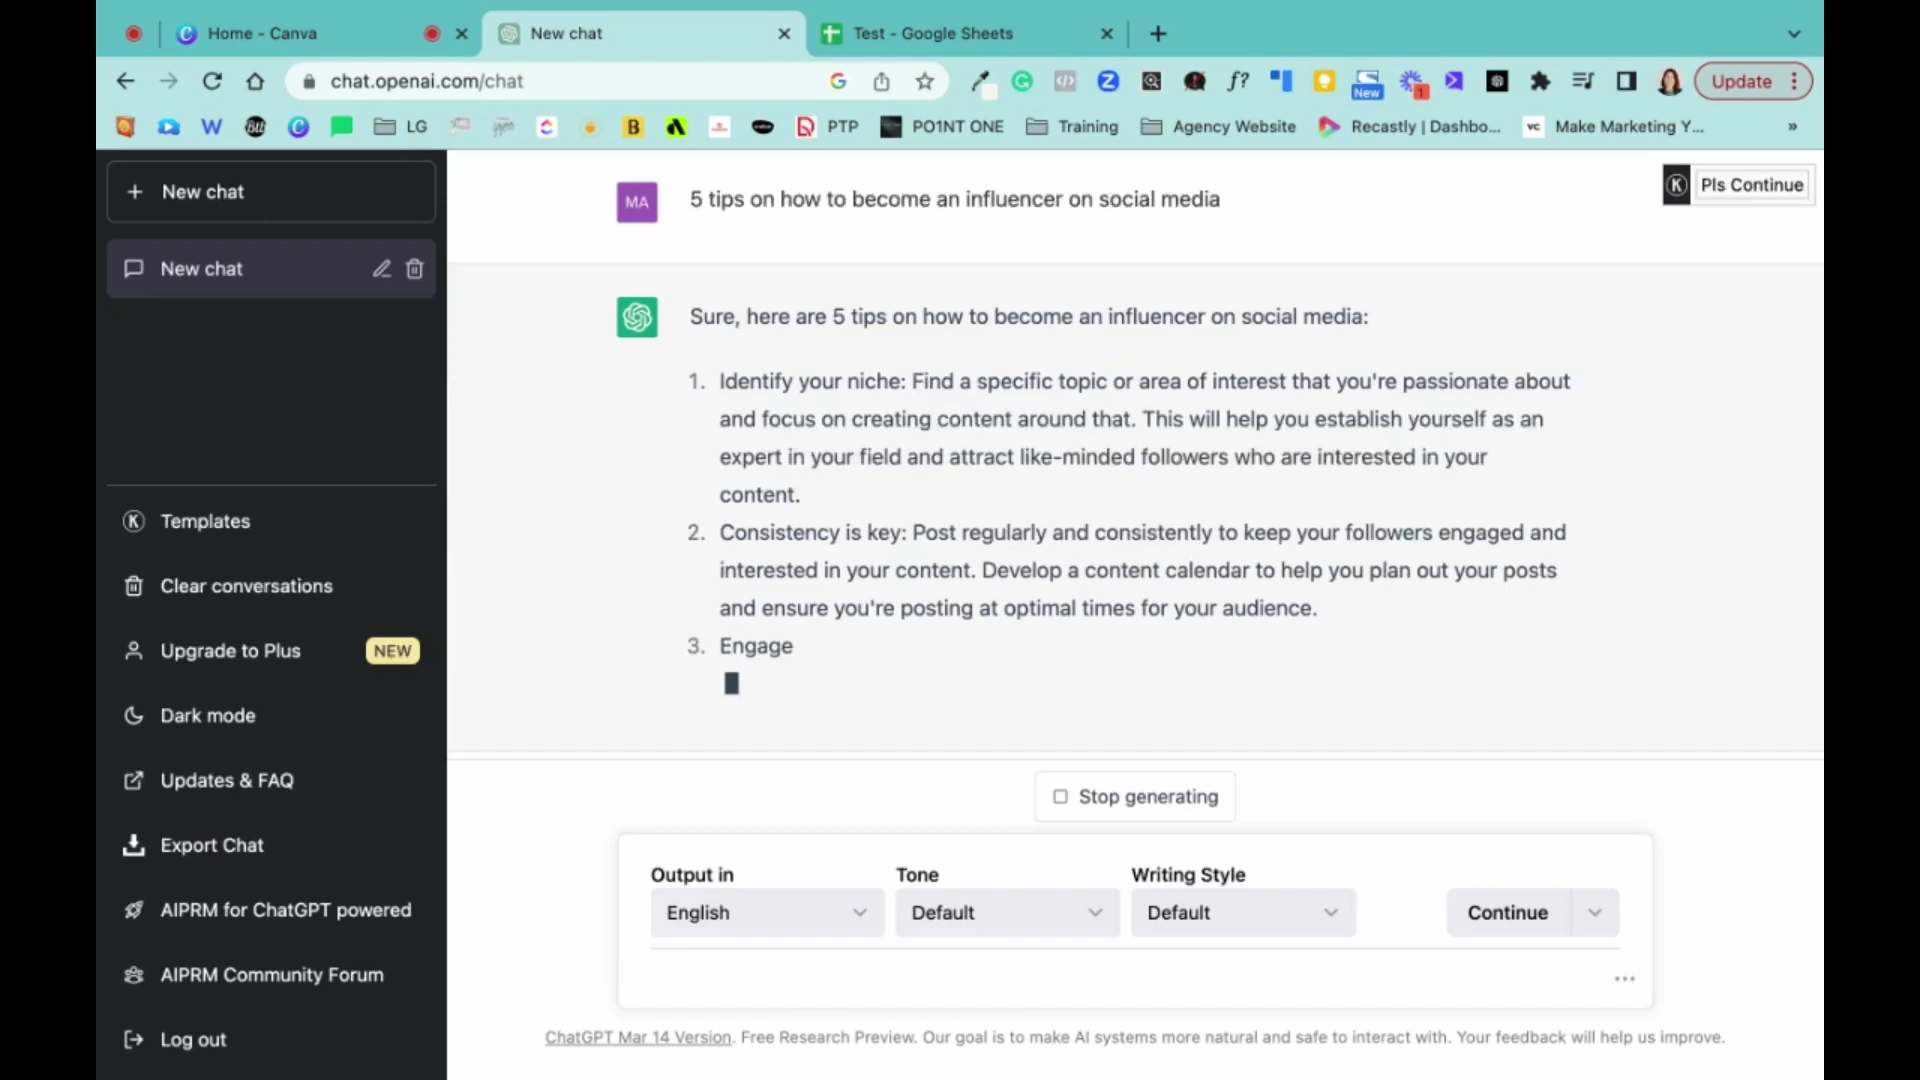 Home - Canva
New chat
Test - Google Sheets
chat.openai.com/chat
New
1
Update
W
LG
B
PTP
PO1NT ONE
Training
Agency Website
Recastly | Dashbo...
VC
Make Marketing Y...
»
New chat
New chat
Templates
Clear conversations
Upgrade to Plus
NEW
Dark mode
Updates & FAQ
Export Chat
AIPRM for ChatGPT powered
AIPRM Community Forum
Log out
MA
5 tips on how to become an influencer on social media
K
Pls Continue
Sure, here are 5 tips on how to become an influencer on social media:
1. Identify your niche: Find a specific topic or area of interest that you're passionate about
and focus on creating content around that. This will help you establish yourself as an
expert in your field and attract like-minded followers who are interested in your
content.
2. Consistency is key: Post regularly and consistently to keep your followers engaged and
interested in your content. Develop a content calendar to help you plan out your posts
and ensure you're posting at optimal times for your audience.
3. Engage
Stop generating
Output in
Tone
Writing Style
English
Default
Default
Continue
ChatGPT Mar 14 Version. Free Research Preview. Our goal is to make AI systems more natural and safe to interact with. Your feedback will help us improve.